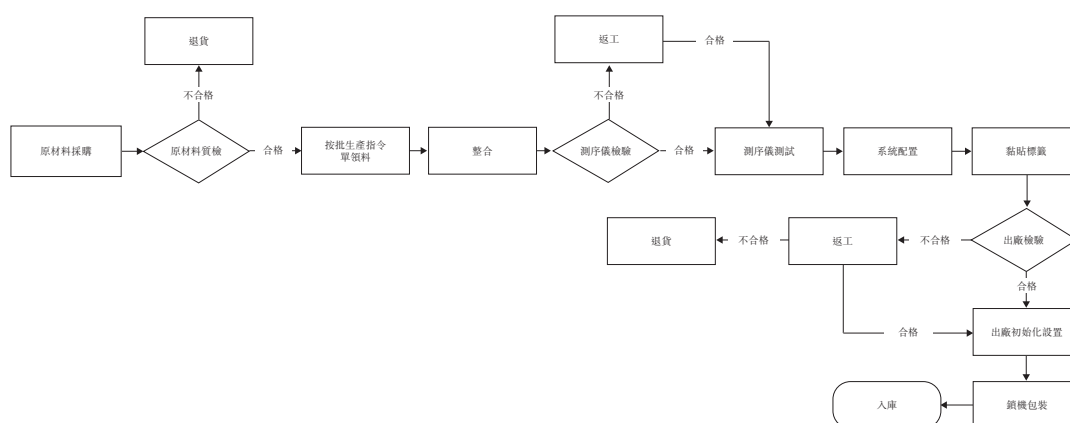 退貨
返工
合格
不合格
不合格
原材料採購
原材料質檢
合格
按批生產指令
單領料
整合
測序儀檢驗
合格
測序儀測試
系統配置
黏貼標籤
退貨
不合格
返工
不合格
出廠檢驗
合格
合格
出廠初始化設置
入庫
鎖機包裝